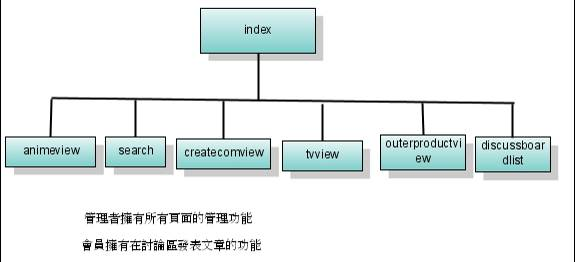 index
animeview
search
createcomview
tvview
outerproductvi
ew
discussboar
dlist
管理者擁有所有頁面的管理功能
會員擁有在討論區發表文章的功能